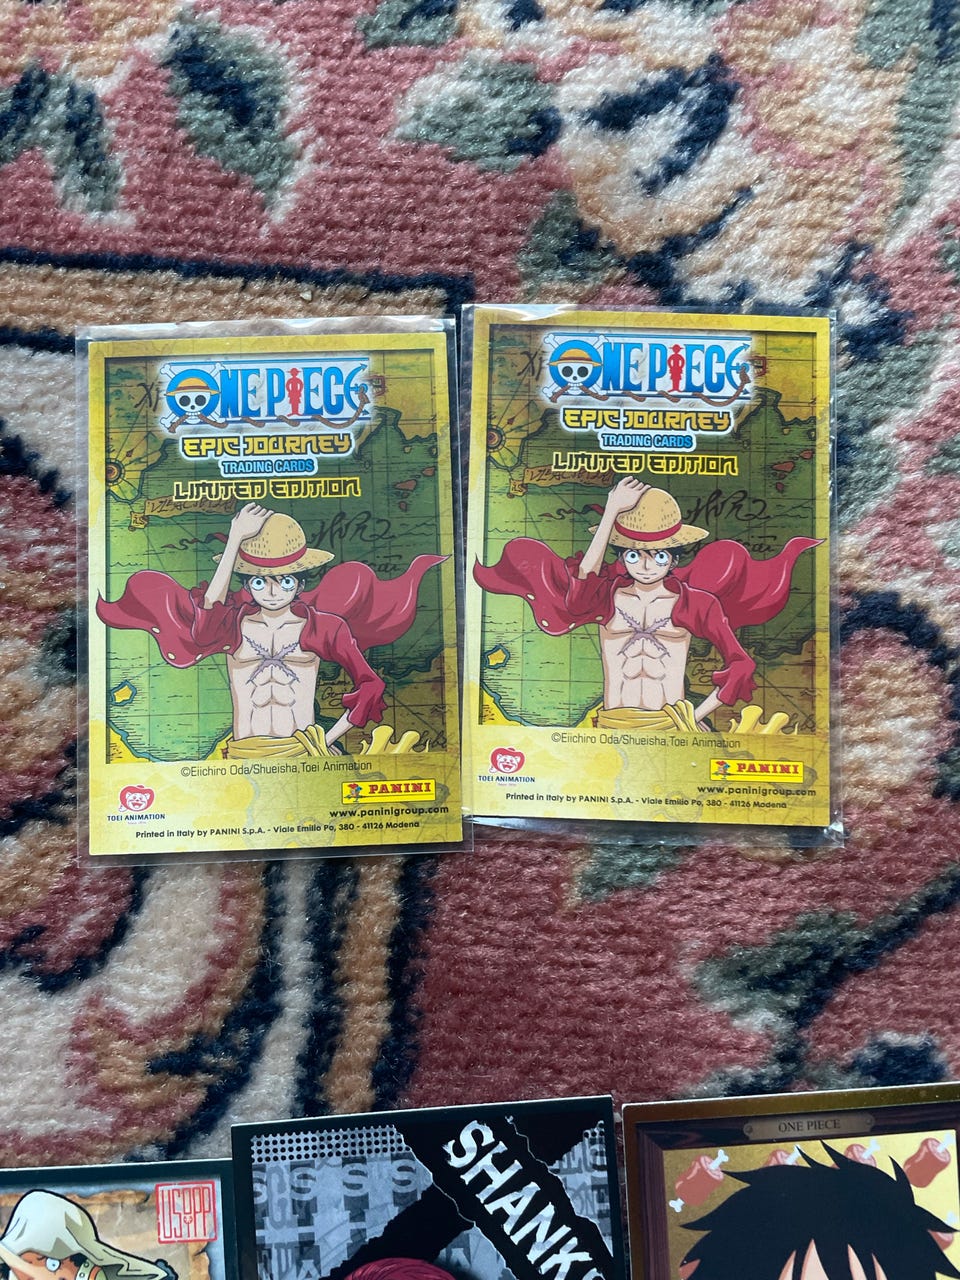 ONE PIECE
EPIC JOURNEY
TRADING CARDS
LIMITED EDITION
©Eiichiro Oda/Shueisha,Toei Animation
TOEI ANIMATION
PANINI
www.paninigroup.com
Printed in Italy by PANINI S.p.A. - Viale Emilio Po, 380 - 41126 Modena
ONE PIECE
EPIC JOURNEY
TRADING CARDS
LIMITED EDITION
©Eiichiro Oda/Shueisha,Toei Animation
TOEI ANIMATION
PANINI
www.paninigroup.com
Printed in Italy by PANINI S.p.A. - Viale Emilio Po, 380 - 41126 Modena
USOPP
SHANKS
ONE PIECE